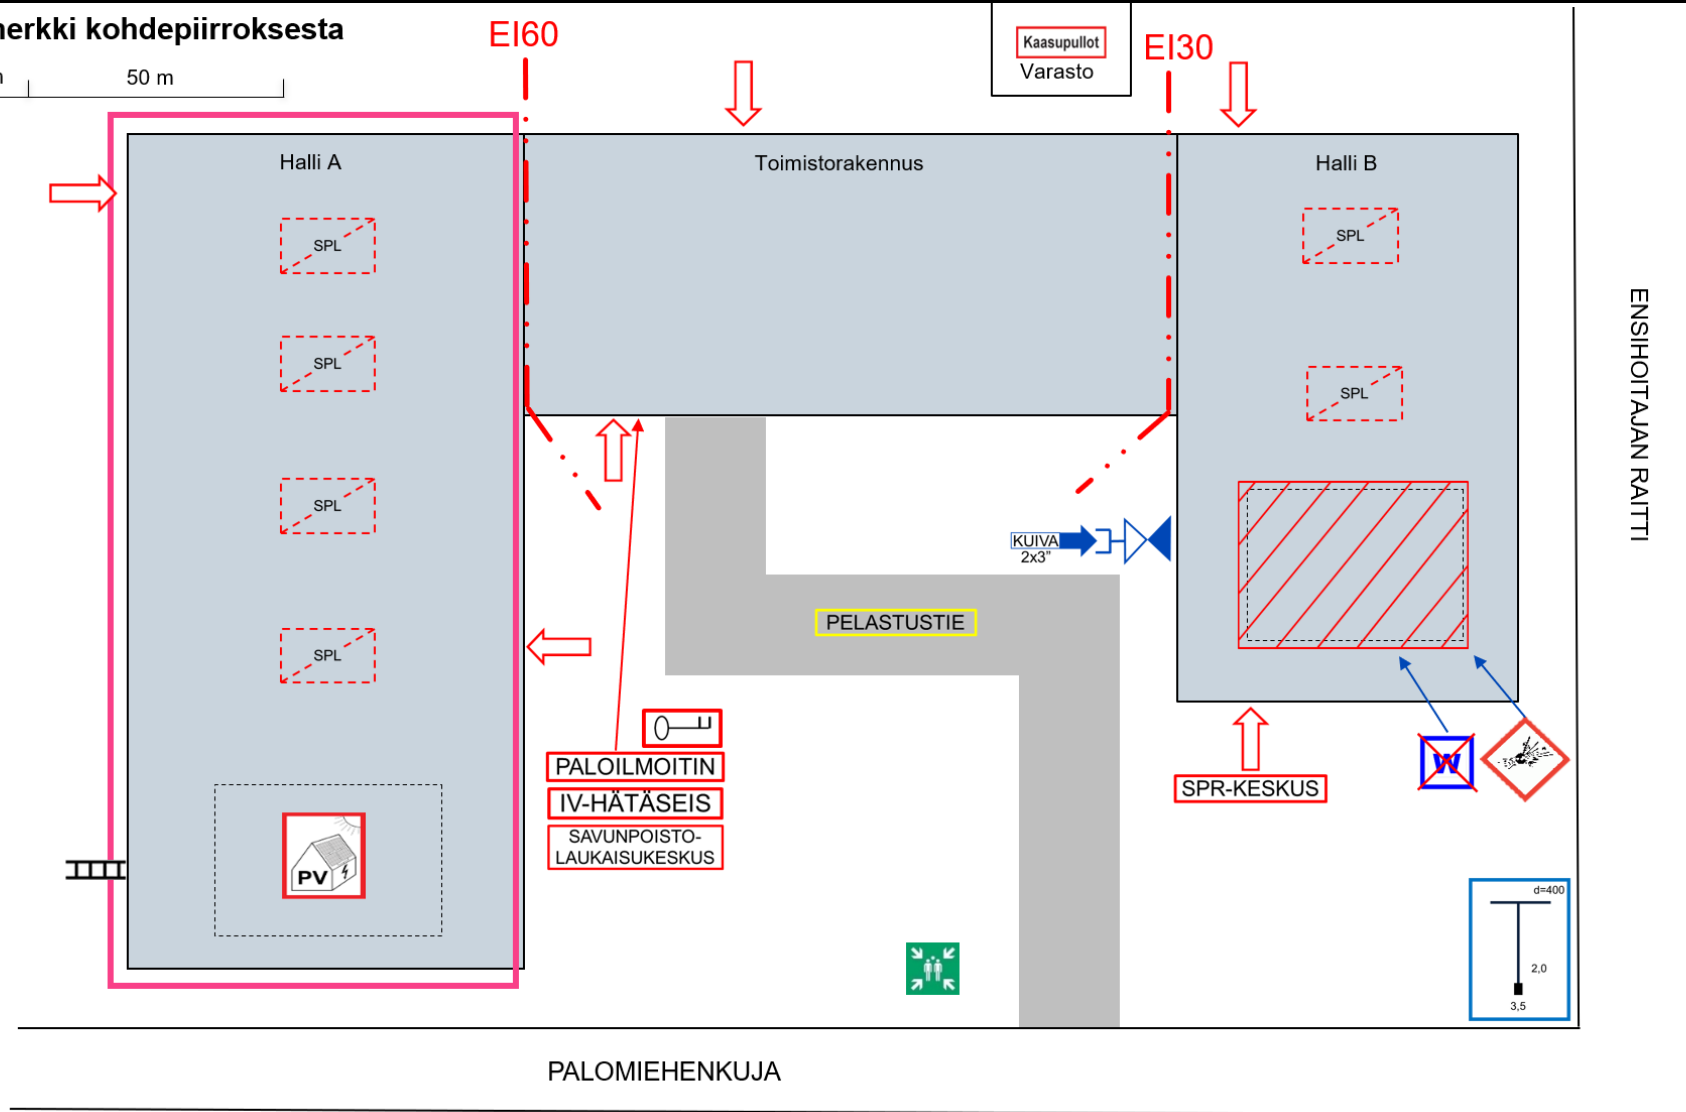 erkki kohdepiirroksesta
50 m
EI60
Kaasupullot
Varasto
EI30
Halli A
Toimistorakennus
Halli B
SPL
SPL
SPL
SPL
SPL
SPL
ENSIHOITAJAN RAITTI
KUIVA
2x3”
PELASTUSTIE
PALOILMOITIN
IV-HÄTÄSEIS
SAVUNPOISTO-
LAUKAISUKESKUS
SPR-KESKUS
W
PV
d=400
2,0
3,5
PALOMIEHENKUJA